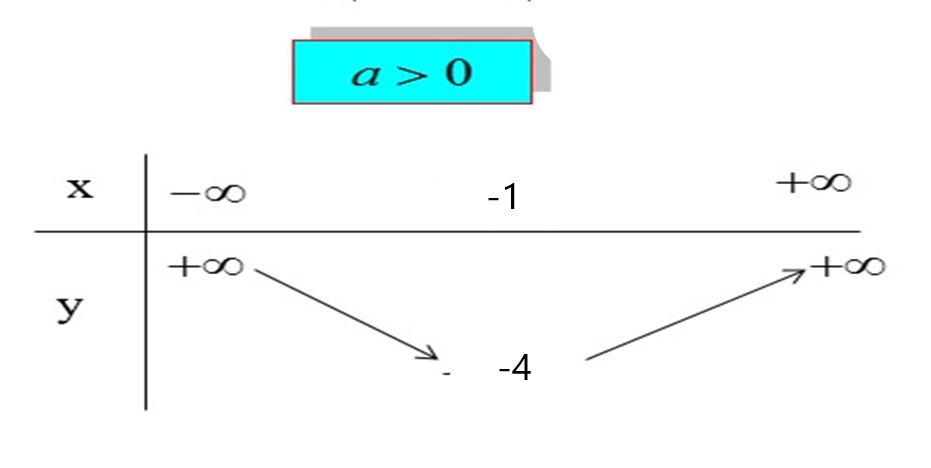 a > 0
x −∞ -1 +∞
+∞ +∞
y
- -4